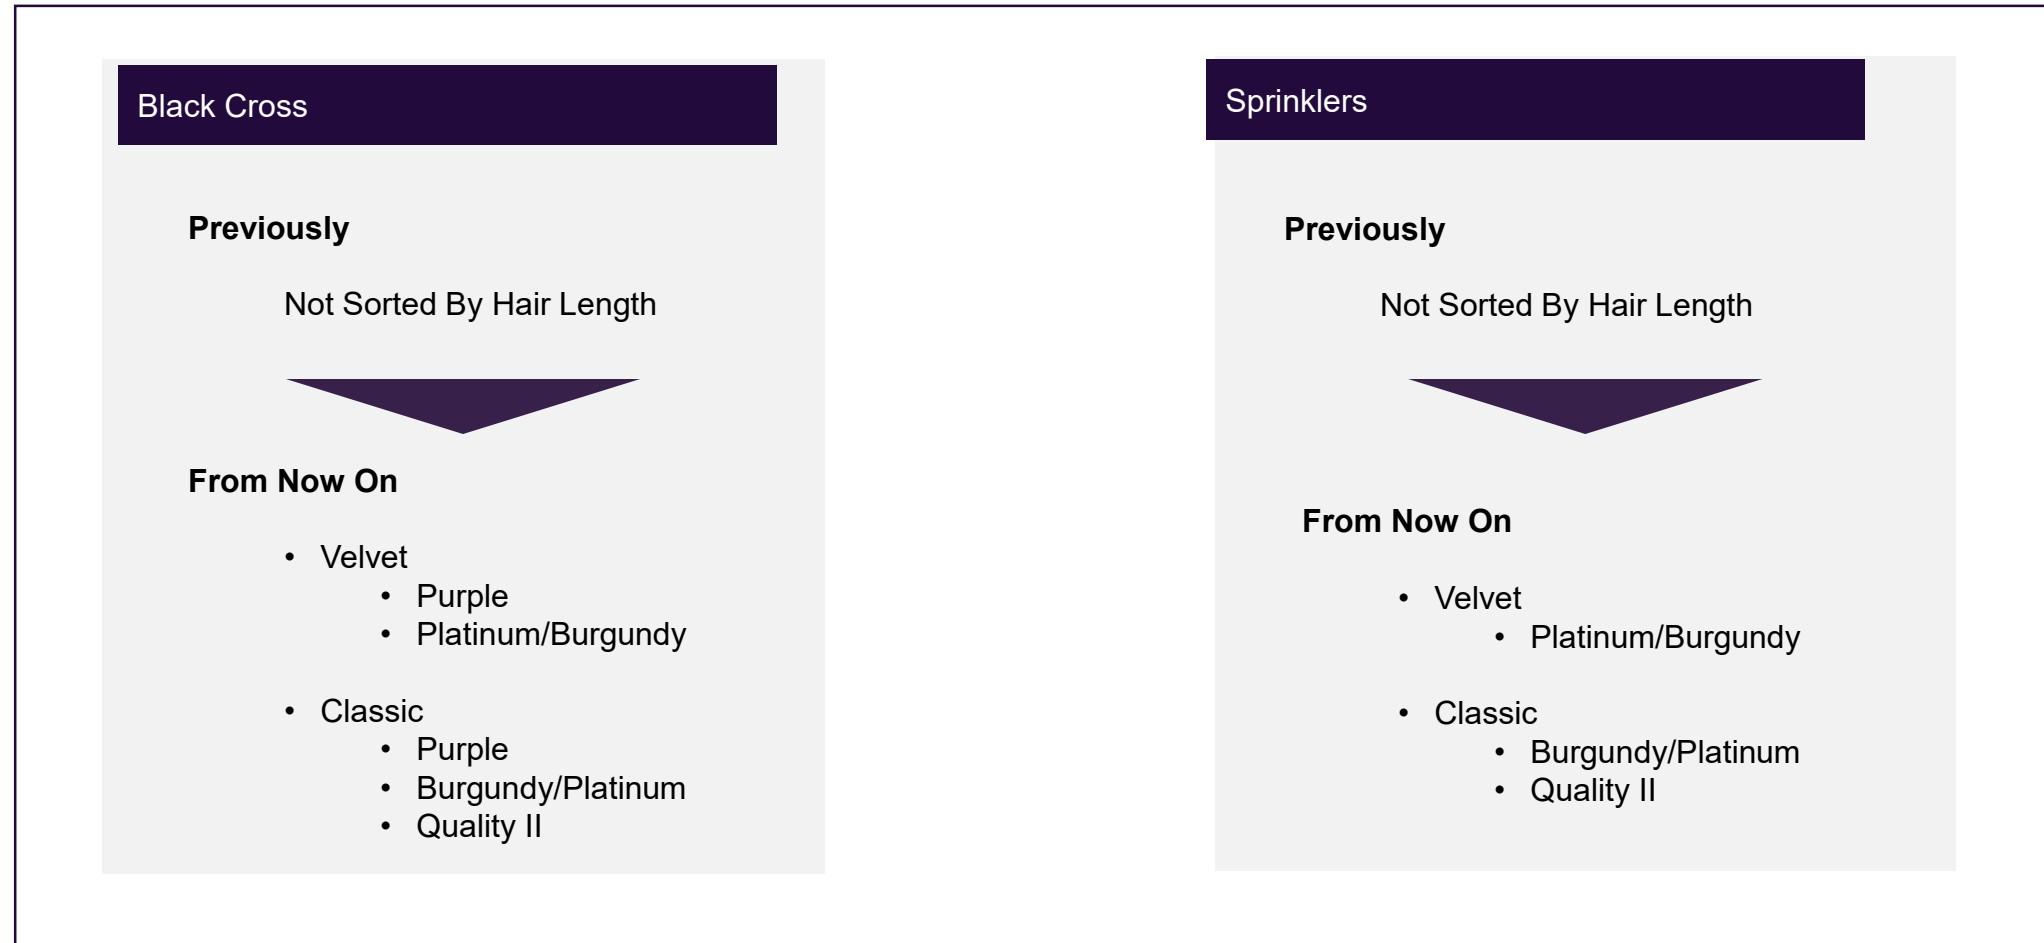 Black Cross
Previously
Not Sorted By Hair Length
From Now On
• Velvet
• Purple
• Platinum/Burgundy
• Classic
• Purple
• Burgundy/Platinum
• Quality II
Sprinklers
Previously
Not Sorted By Hair Length
From Now On
• Velvet
• Platinum/Burgundy
• Classic
• Burgundy/Platinum
• Quality II